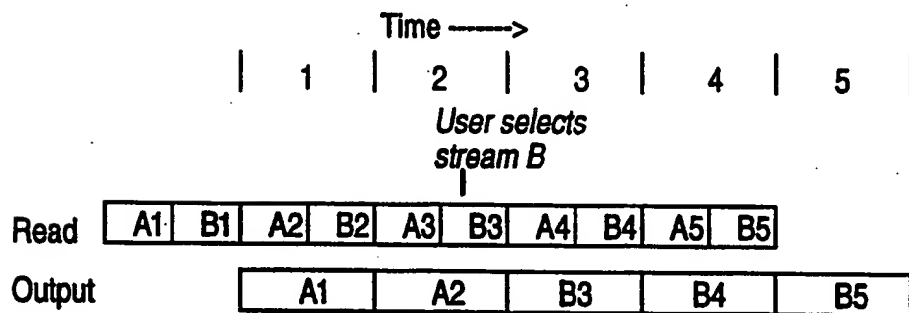 Time ------>
| 1 | 2 | 3 | 4 | 5
User selects
stream B
Read A1 B1 A2 B2 A3 B3 A4 B4 A5 B5
Output A1 A2 B3 B4 B5